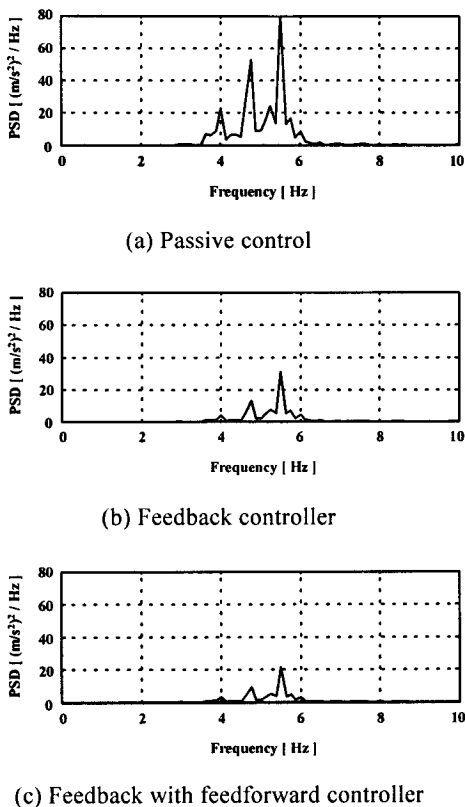 PSD [ (m/s²)² / Hz ]
80
60
40
20
0
0 2 4 6 8 10
Frequency [ Hz ]
(a) Passive control
PSD [ (m/s²)² / Hz ]
80
60
40
20
0
0 2 4 6 8 10
Frequency [ Hz ]
(b) Feedback controller
PSD [ (m/s²)² / Hz ]
80
60
40
20
0
0 2 4 6 8 10
Frequency [ Hz ]
(c) Feedback with feedforward controller